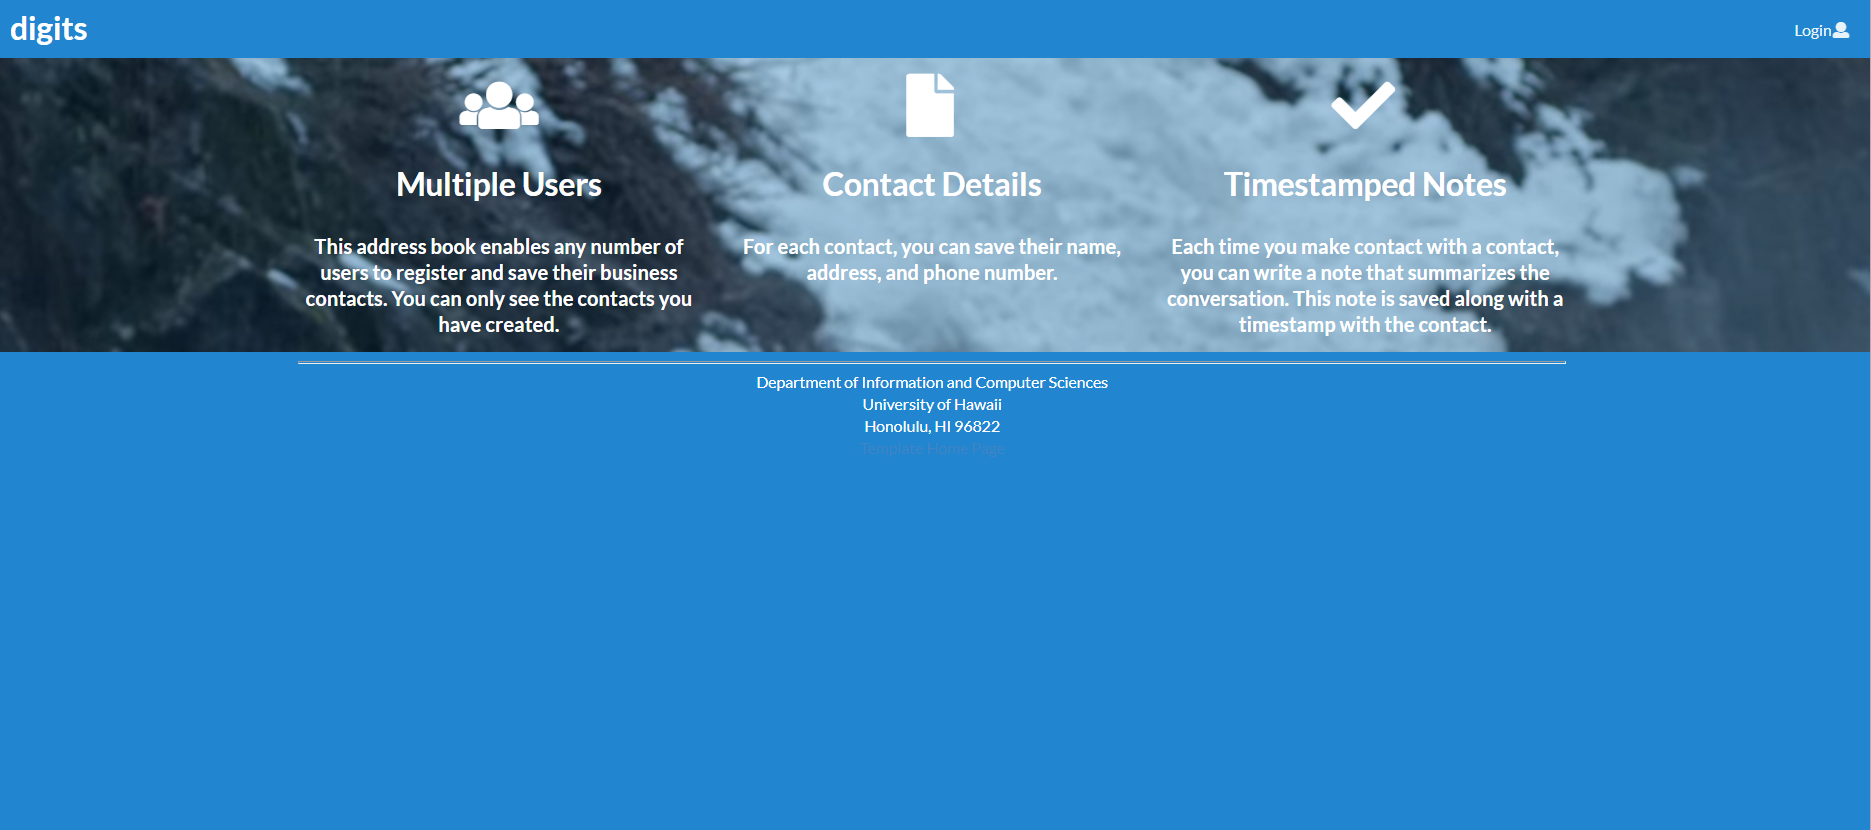 digits
Login
Multiple Users
This address book enables any number of
users to register and save their business
contacts. You can only see the contacts you
have created.
Contact Details
For each contact, you can save their name,
address, and phone number.
Timestamped Notes
Each time you make contact with a contact,
you can write a note that summarizes the
conversation. This note is saved along with a
timestamp with the contact.
Department of Information and Computer Sciences
University of Hawaii
Honolulu, HI 96822
Template Home Page